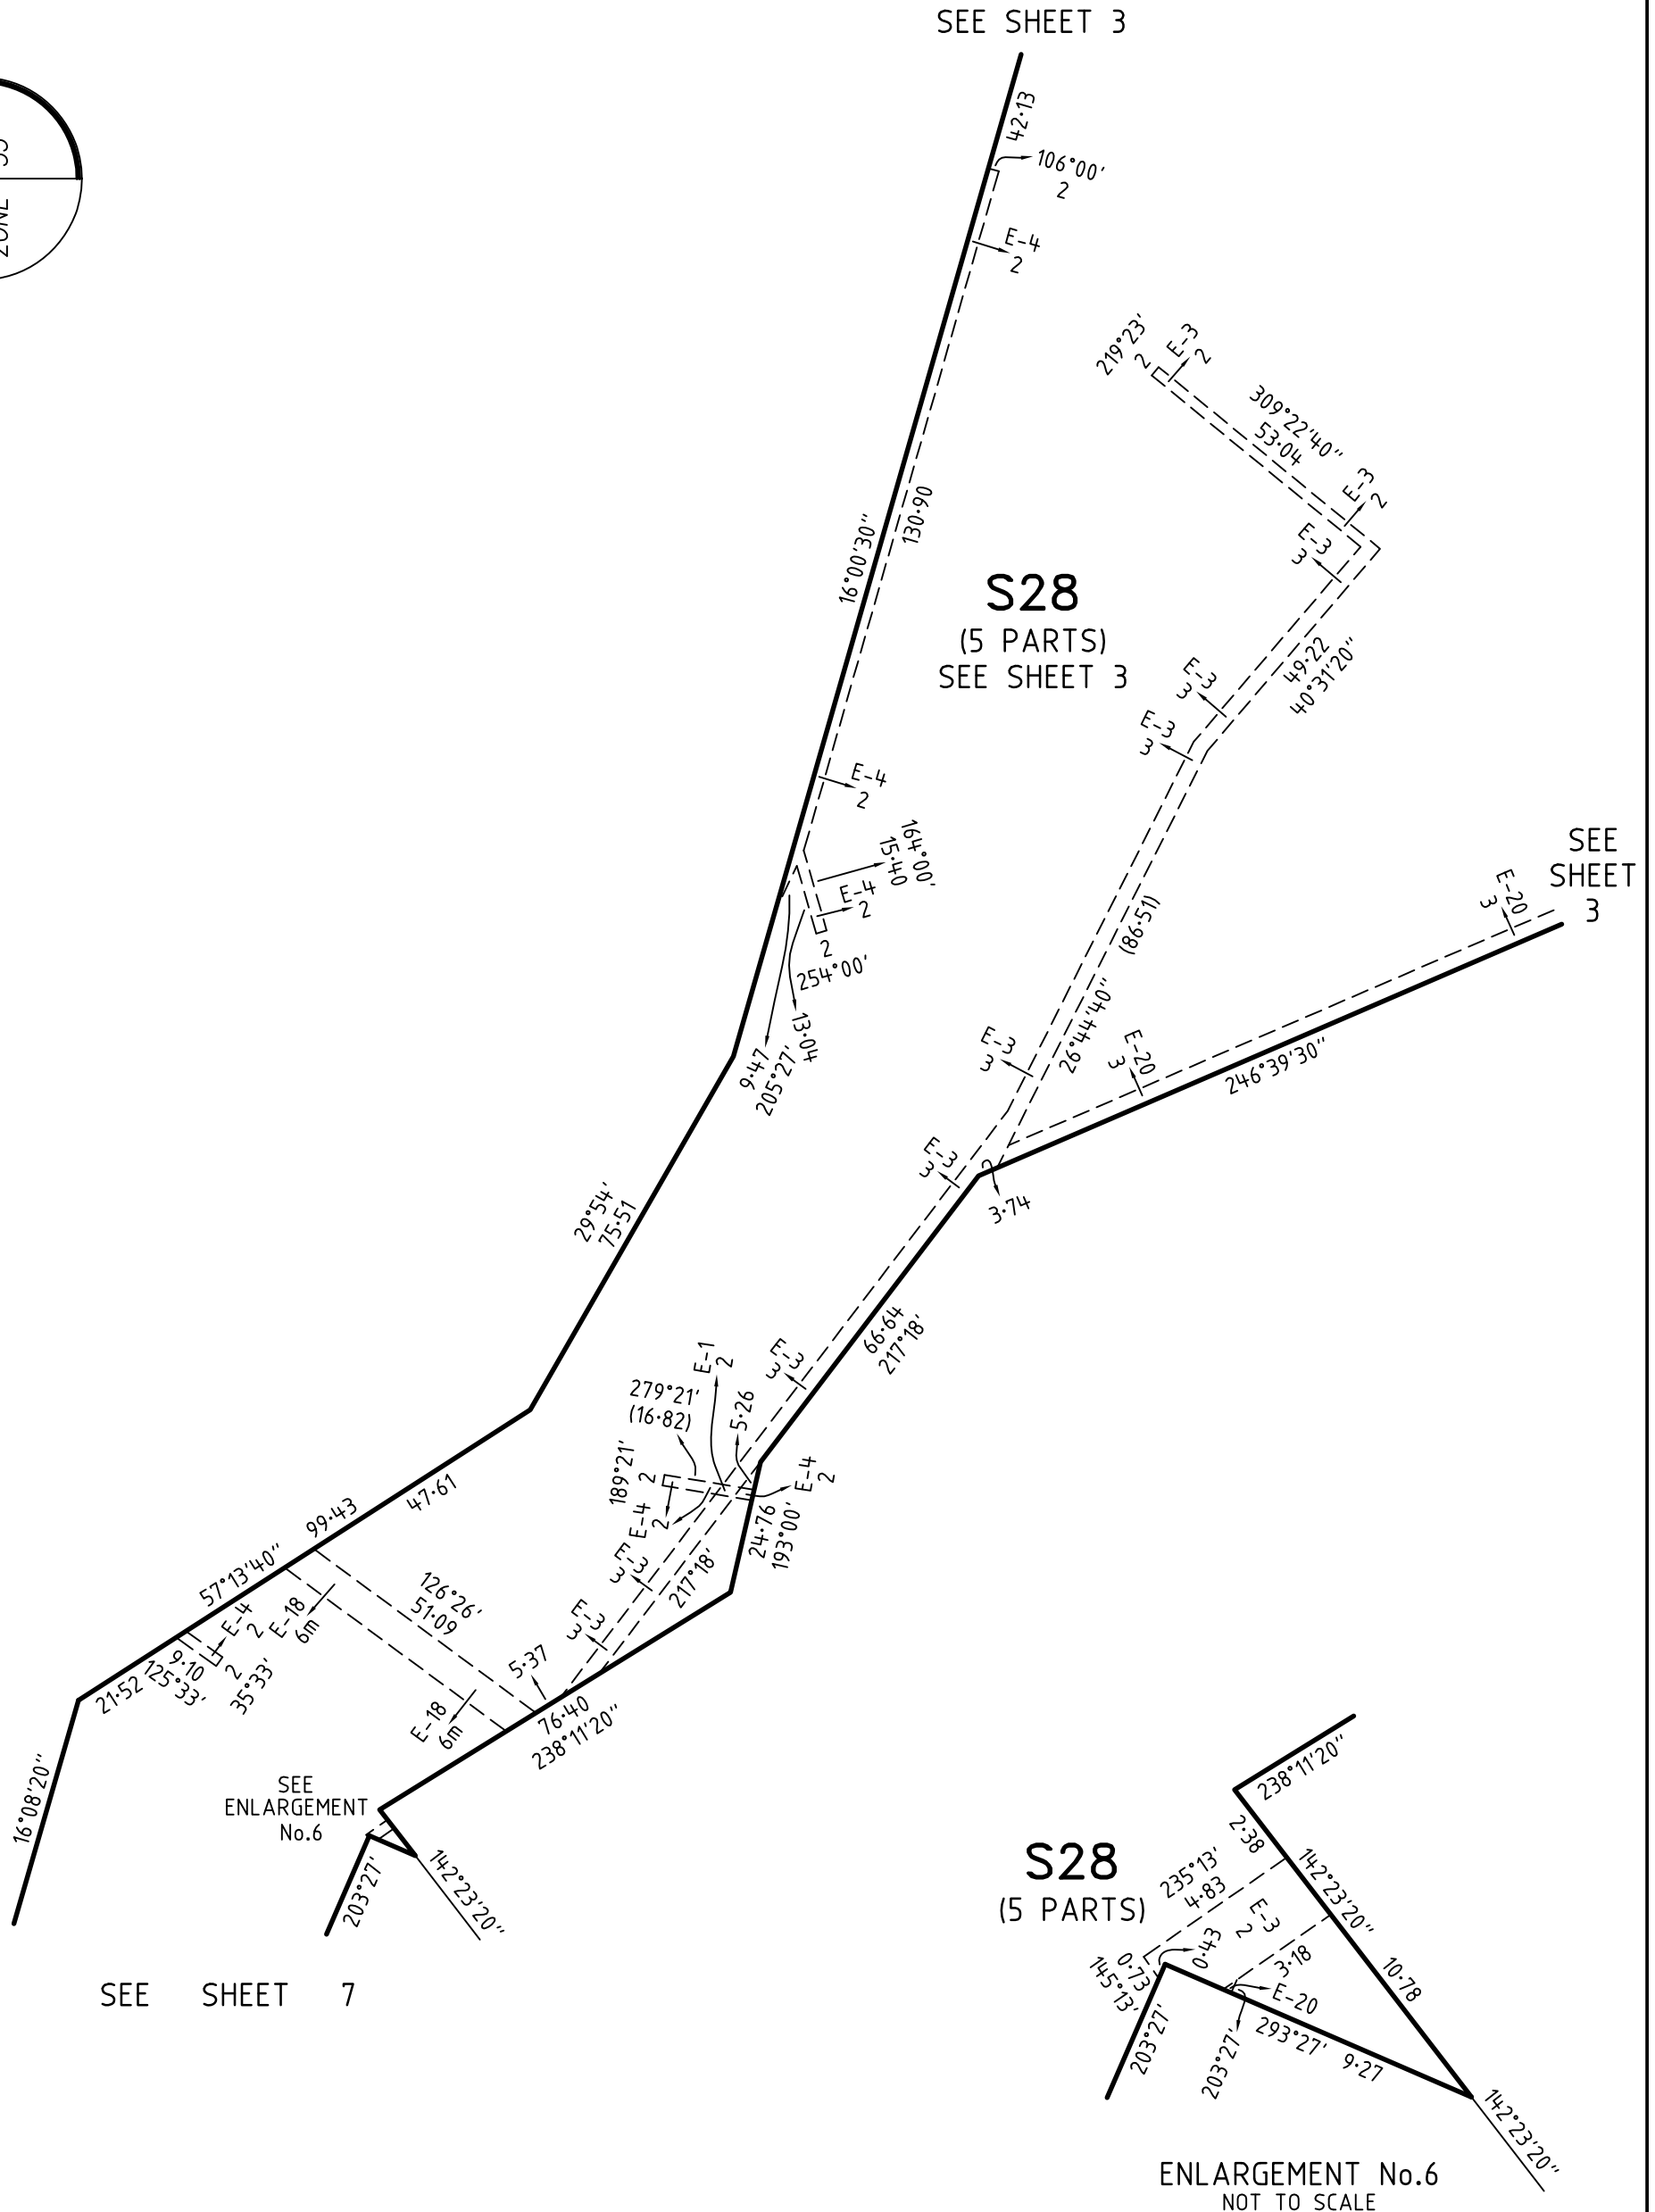 SEE SHEET 3
ZONE 55
42·13
106°00'
2
E-4
2
219°23'
2
E-3
2
309°22'40"
53·04
E-3
2
E-3
3
16°00'30"
130·90
S28
(5 PARTS)
SEE SHEET 3
49·22
40°31'20"
E-3
3
E-3
3
E-4
2
164°00'
15·40
E-4
2
2
254°00'
13·04
9·47
205°27'
(86·51)
26°44'40"
SEE
SHEET
3
E-20
3
E-20
3
246°39'30"
E-3
3
E-3
3
3·74
29°54'
75·51
66·64
217°18'
E-3
3
E-1
2
279°21'
(16·82)
5·26
189°21'
2
E-4
2
E-4
2
24·76
193°00'
E-3
3
217°18'
E-3
3
99·43
47·61
57°13'40"
126°26'
51·09
E-18
6m
E-4
2
2
35°33'
9·10
125°33'
21·52
5·37
76·40
238°11'20"
E-18
6m
16°08'20"
SEE
ENLARGEMENT
No.6
203°27'
142°23'20"
SEE SHEET 7
238°11'20"
2·38
S28
(5 PARTS)
235°13'
4·83
142°23'20"
E-3
2
0·43
0·73
145°13'
3·18
10·78
E-20
203°27'
203°27'
293°27' 9·27
142°23'20"
ENLARGEMENT No.6
NOT TO SCALE